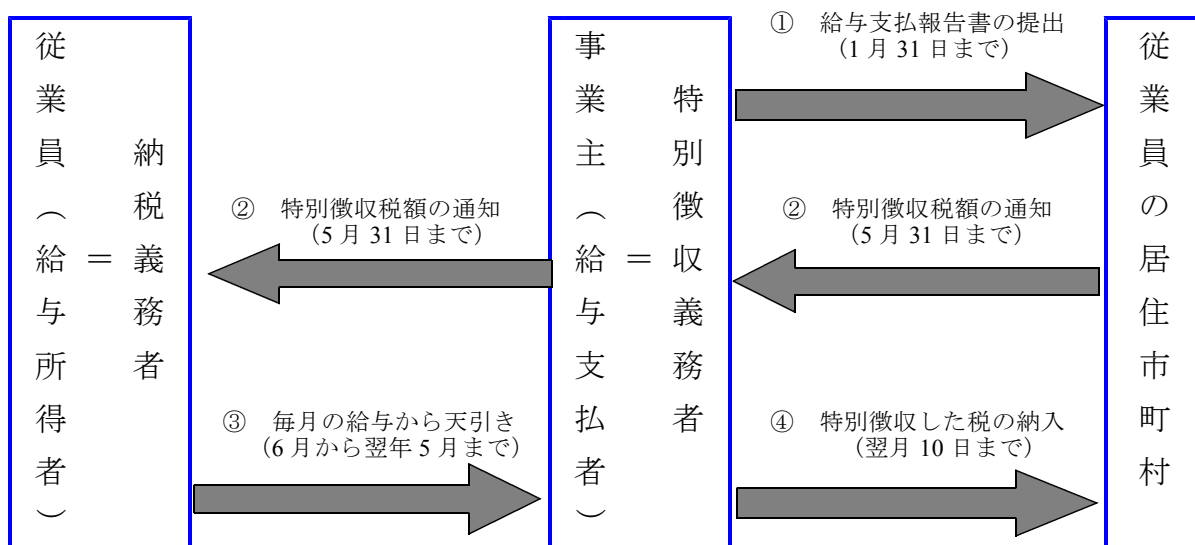 従業員（給与所得者）
＝
納税義務者
② 特別徴収税額の通知
（5月31日まで）
③ 毎月の給与から天引き
（6月から翌年5月まで）
事業主（給与支払者）
＝
特別徴収義務者
① 給与支払報告書の提出
（1月31日まで）
② 特別徴収税額の通知
（5月31日まで）
④ 特別徴収した税の納入
（翌月10日まで）
従業員の居住市町村